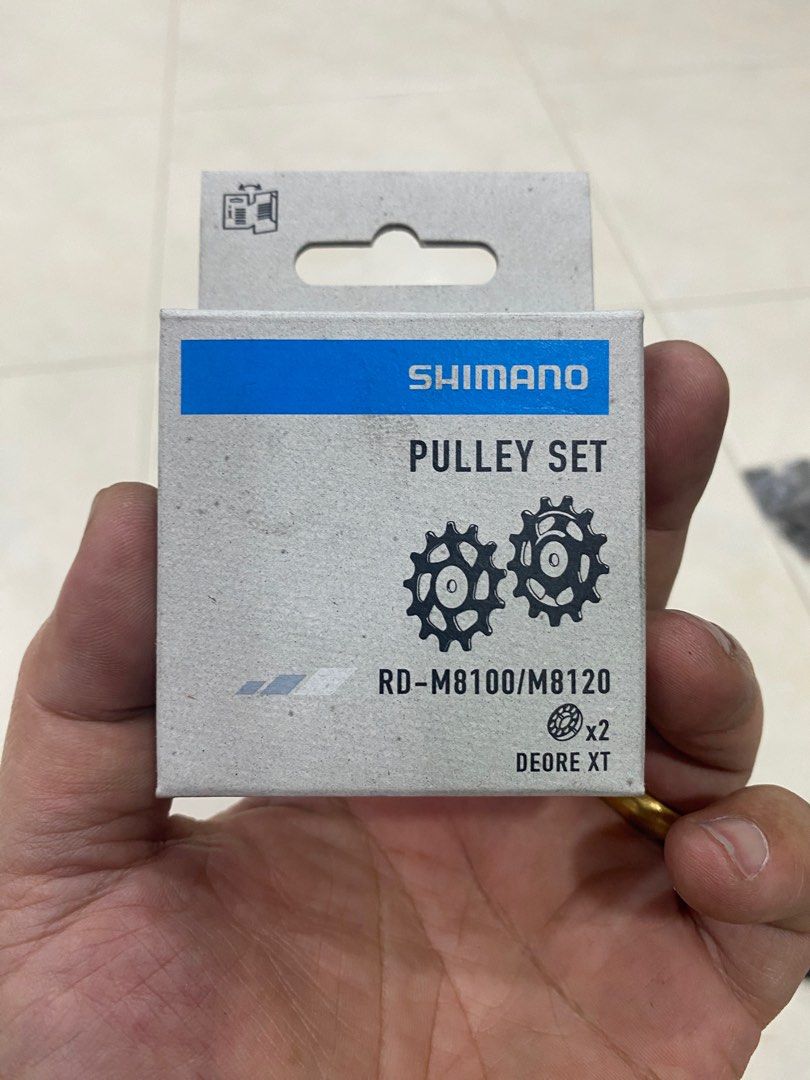 SHIMANO
PULLEY SET
RD-M8100/M8120
x2
DEORE XT